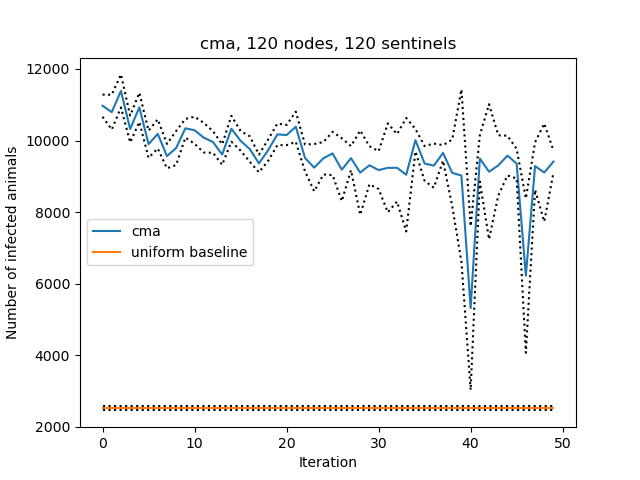 cma, 120 nodes, 120 sentinels
12000
10000
8000
6000
4000
2000
Number of infected animals
cma
uniform baseline
0
10
20
30
40
50
Iteration